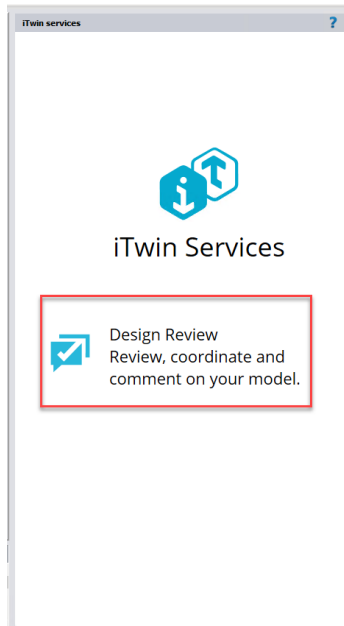 iTwin services
?
iTwin Services
Design Review
Review, coordinate and
comment on your model.